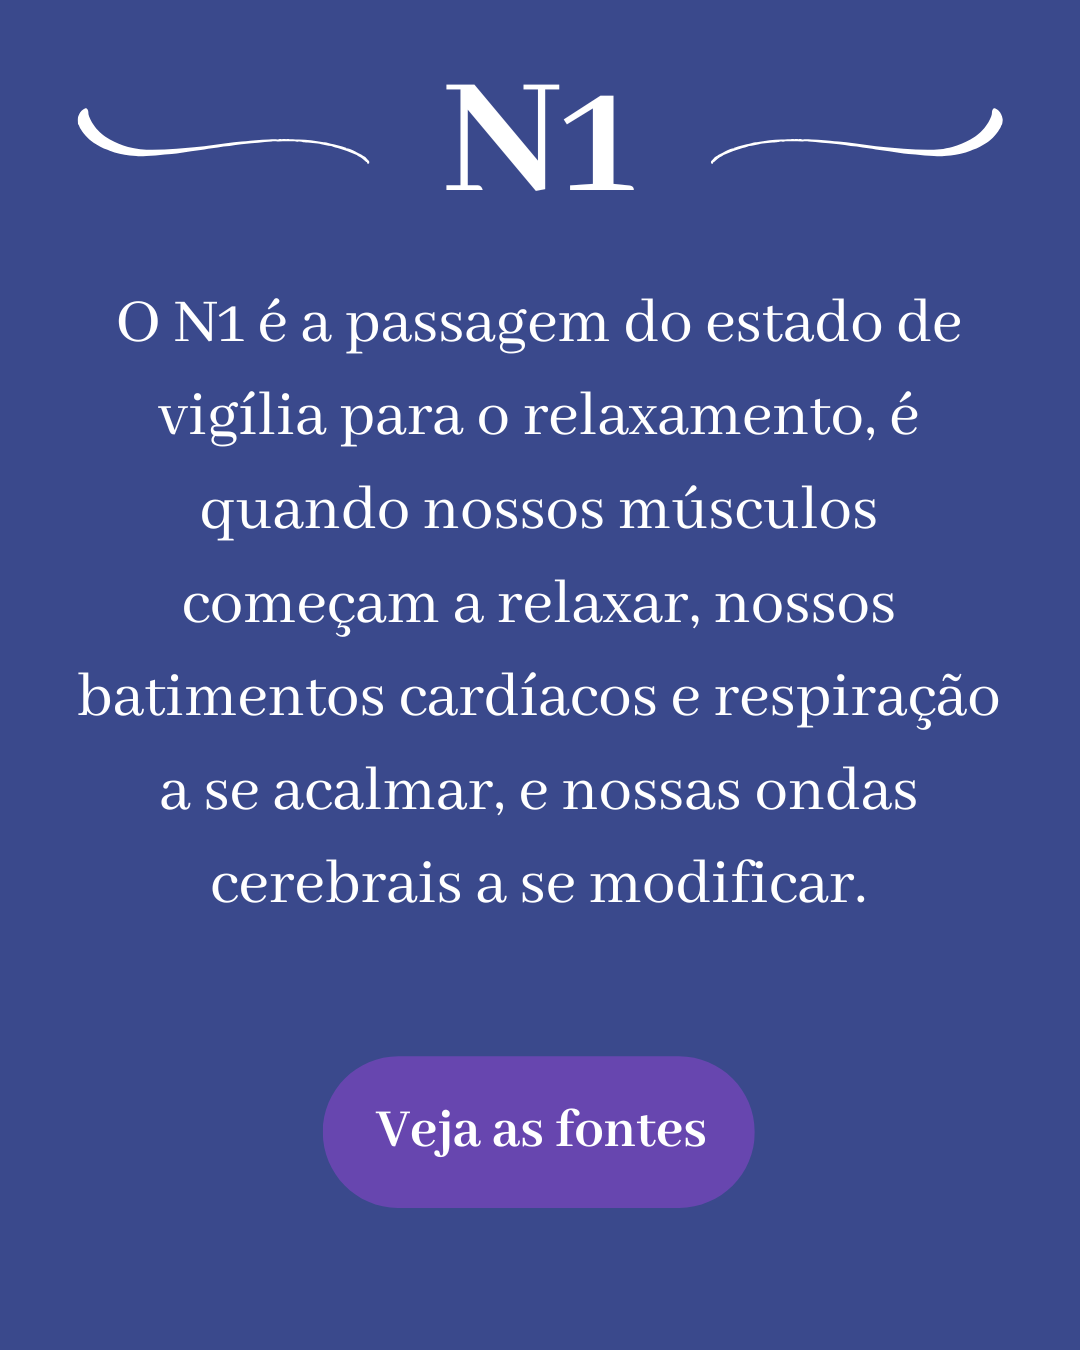 N1
O N1 é a passagem do estado de
vigília para o relaxamento, é
quando nossos músculos
começam a relaxar, nossos
batimentos cardíacos e respiração
a se acalmar, e nossas ondas
cerebrais a se modificar.
Veja as fontes